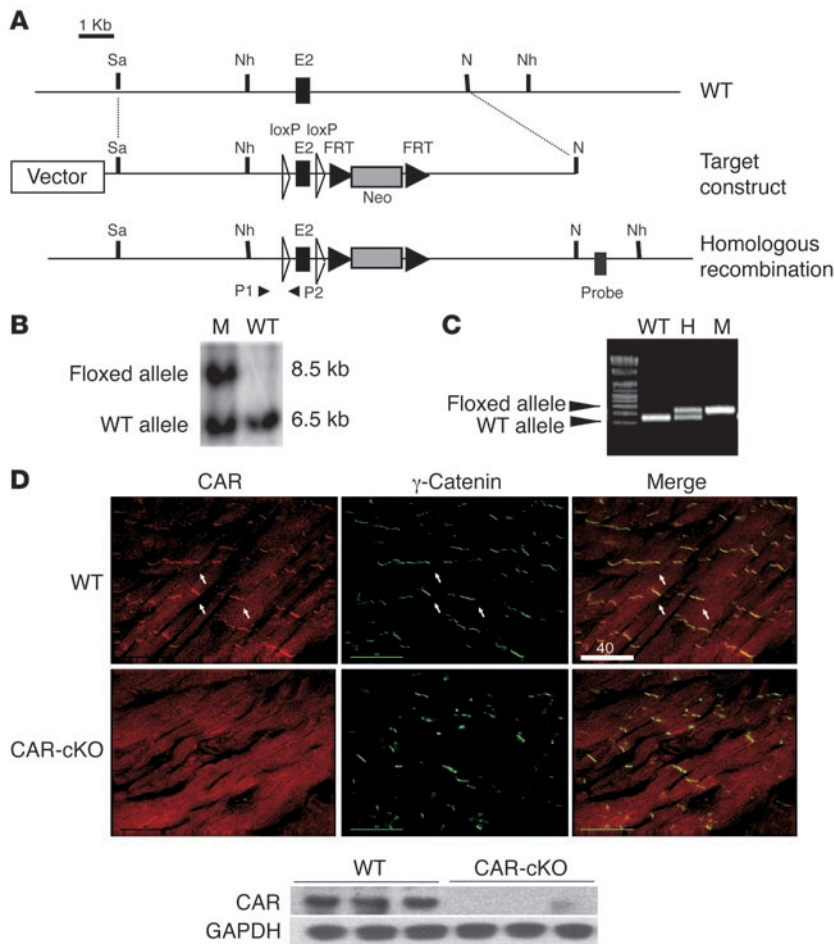 A
1 Kb
Sa Nh E2 N Nh
WT
loxP loxP
Sa Nh E2 FRT FRT N
Vector
Neo
Target
construct
Sa Nh E2 N Nh
Homologous
recombination
P1 P2
Probe
B
M WT
Floxed allele 8.5 kb
WT allele 6.5 kb
C
WT H M
Floxed allele
WT allele
D
CAR γ-Catenin Merge
WT
40
CAR-cKO
WT CAR-cKO
CAR
GAPDH